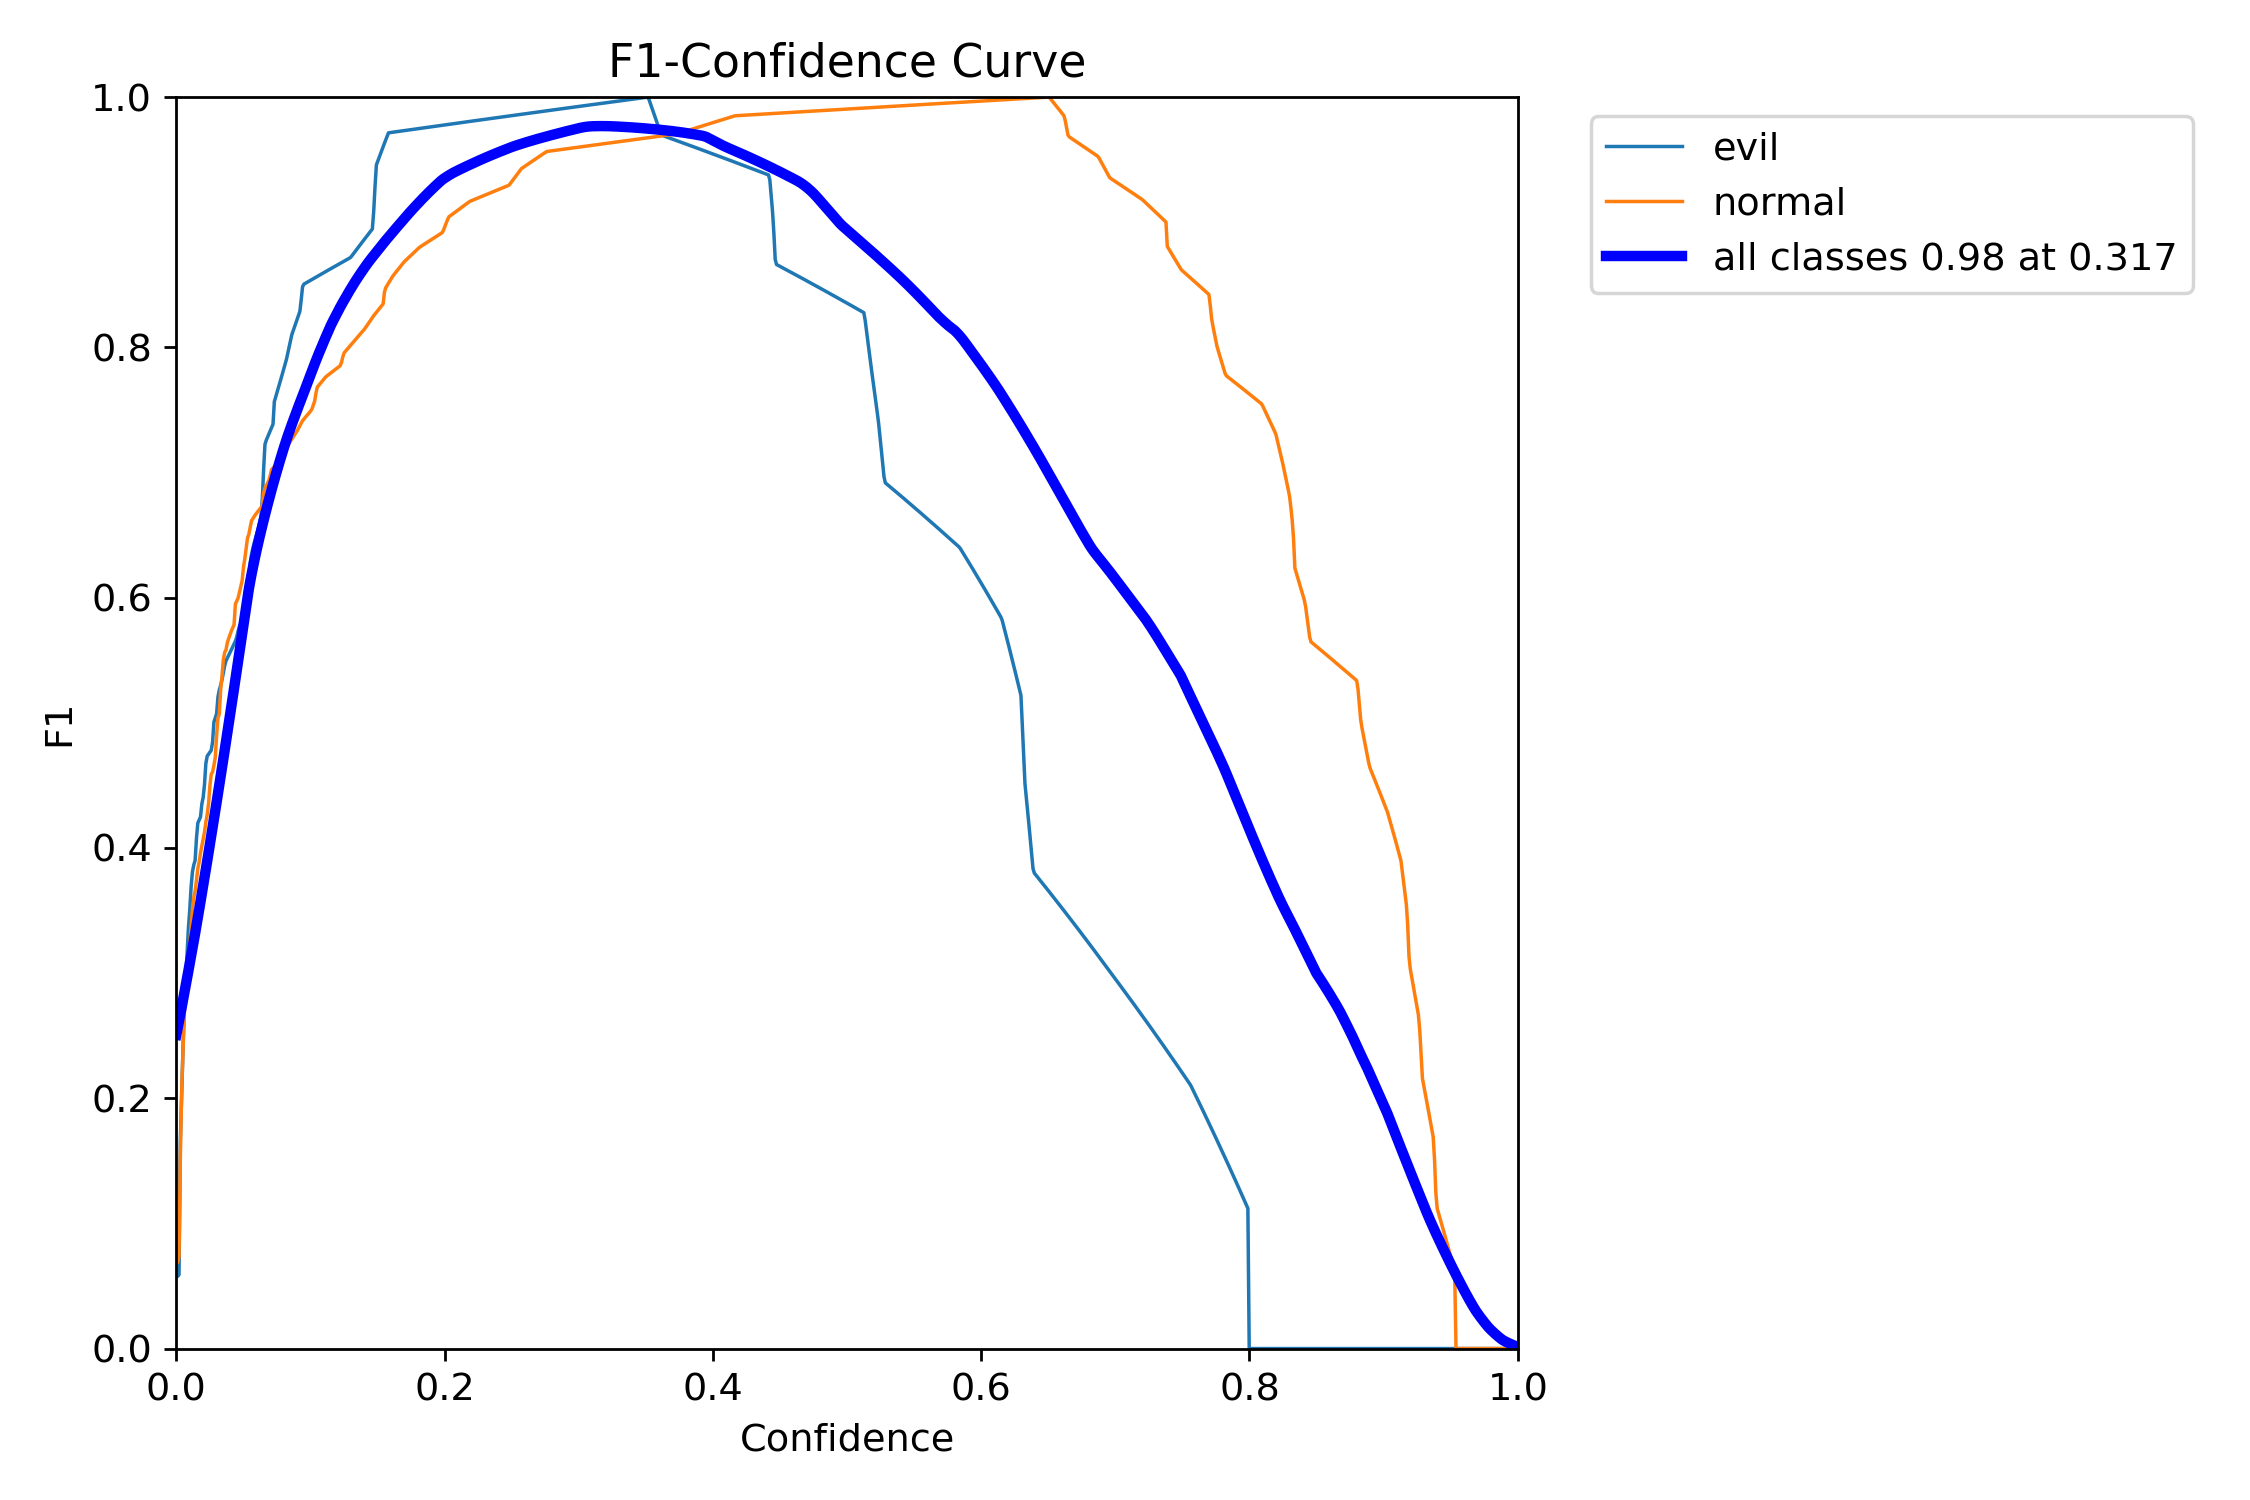 F1-Confidence Curve
1.0
0.8
0.6
0.4
0.2
0.0
F1
0.0 0.2 0.4 0.6 0.8 1.0
Confidence
evil
normal
all classes 0.98 at 0.317